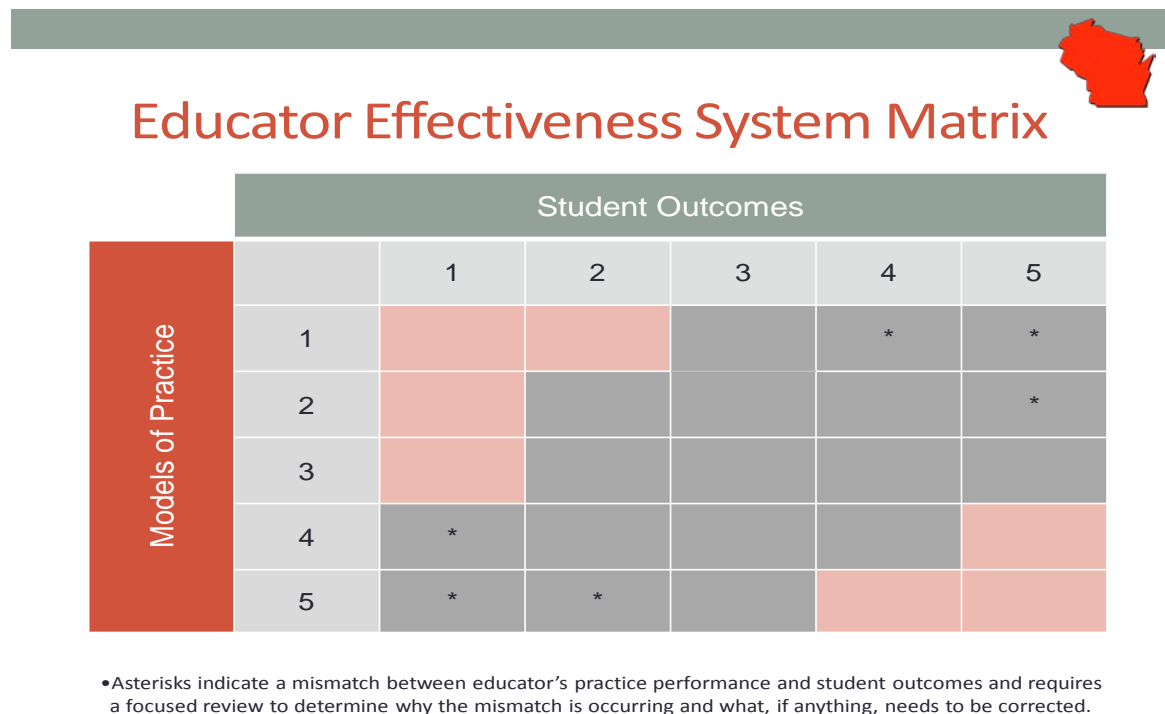 Educator Effectiveness System Matrix
Student Outcomes
Models of Practice
1 2 3 4 5
1 * *
2 *
3
4 *
5 * *
•Asterisks indicate a mismatch between educator's practice performance and student outcomes and requires
a focused review to determine why the mismatch is occurring and what, if anything, needs to be corrected.